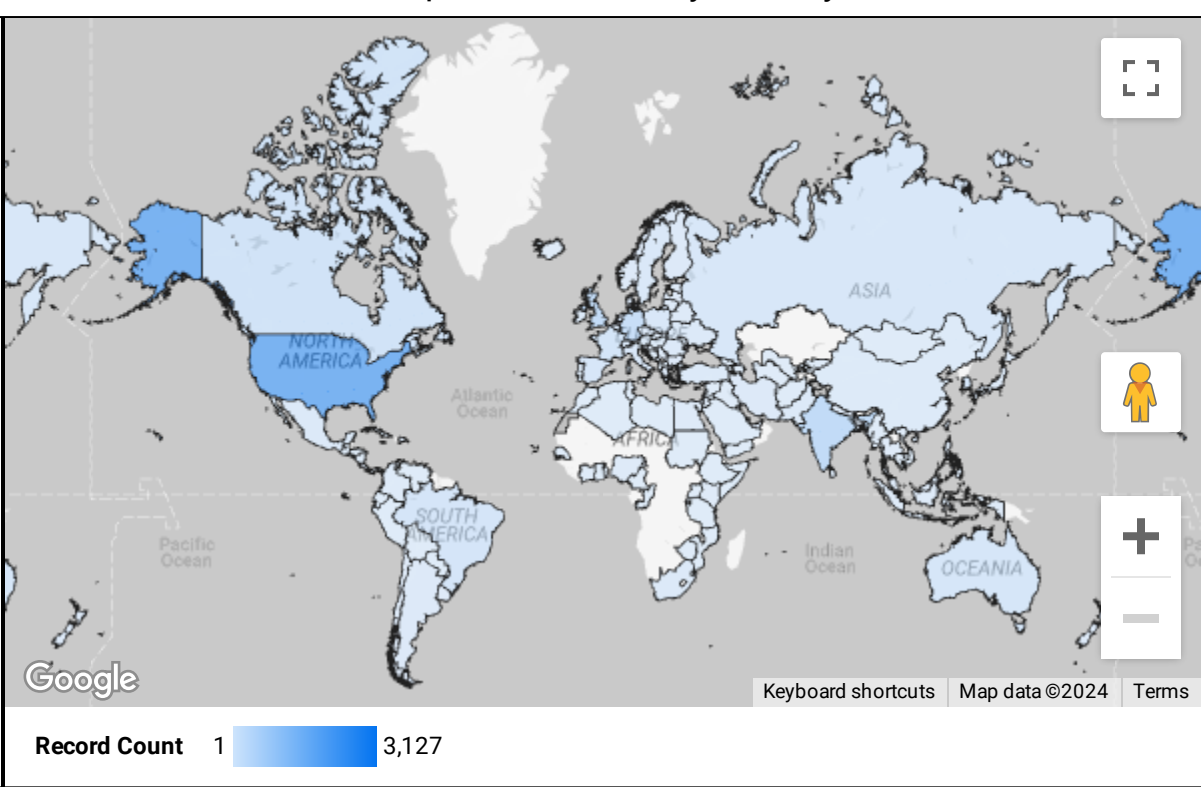 NORTH
AMERICA
ASIA
Atlantic
Ocean
AFRICA
SOUTH
AMERICA
Pacific
Ocean
Indian
Ocean
OCEANIA
Google
Keyboard shortcuts
Map data ©2024
Terms
Record Count 1 3,127